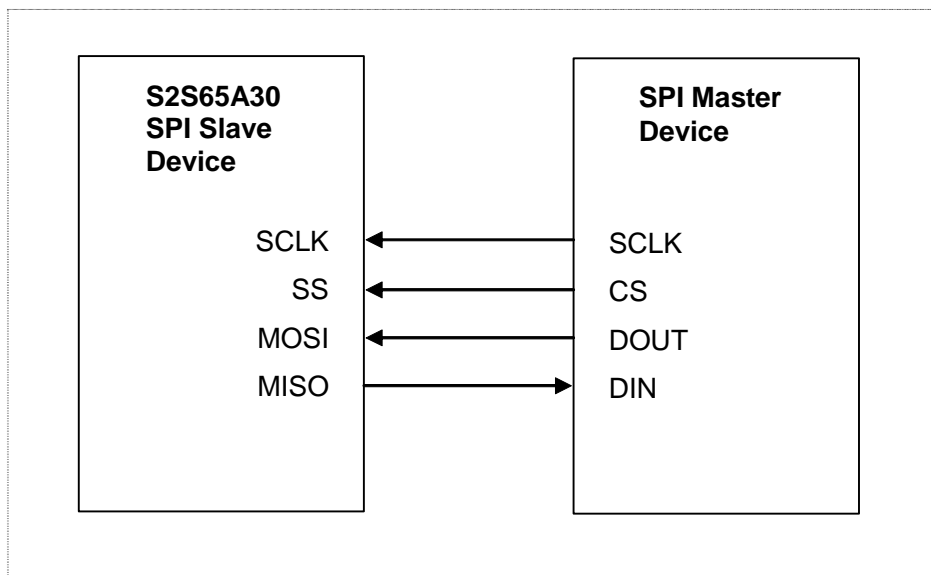 S2S65A30
SPI Slave
Device
SCLK
SS
MOSI
MISO
SPI Master
Device
SCLK
CS
DOUT
DIN